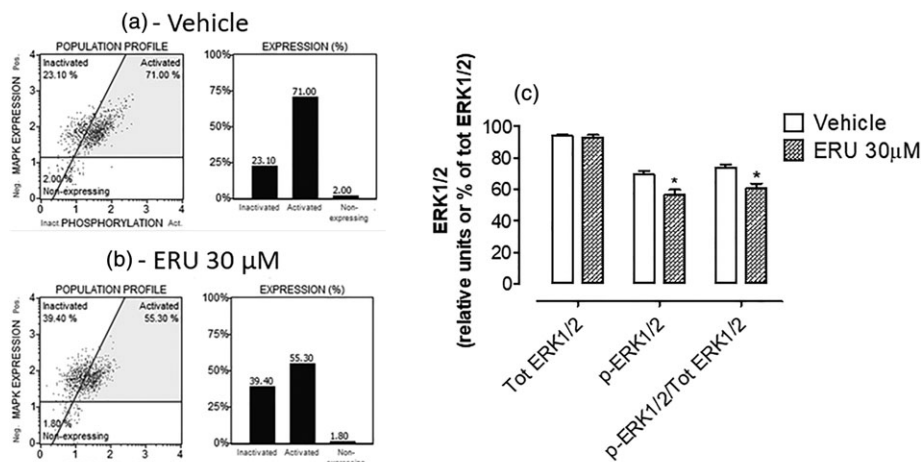 (a) - Vehicle
POPULATION PROFILE
Inactivated Activated
23.10 % 71.00 %
4
3
2
1
0
MAPK EXPRESSION
Neg. Pos.
2.00 %
Non-expressing
0 1 2 3 4
Inact PHOSPHORYLATION Act.
EXPRESSION (%)
100%
75%
50%
25%
0%
23.10 71.00 2.00
Inactivated Activated Non-
expressing
(b) - ERU 30 µM
POPULATION PROFILE
Inactivated Activated
39.40 % 55.30 %
4
3
2
1
0
MAPK EXPRESSION
Neg. Pos.
1.80 %
Non-expressing
0 1 2 3 4
EXPRESSION (%)
100%
75%
50%
25%
0%
39.40 55.30 1.80
Inactivated Activated Non-
(c)
Vehicle
ERU 30µM
ERK1/2
(relative units or % of tot ERK1/2)
100
80
60
40
20
0
* *
Tot ERK1/2
p-ERK1/2
p-ERK1/2/Tot ERK1/2